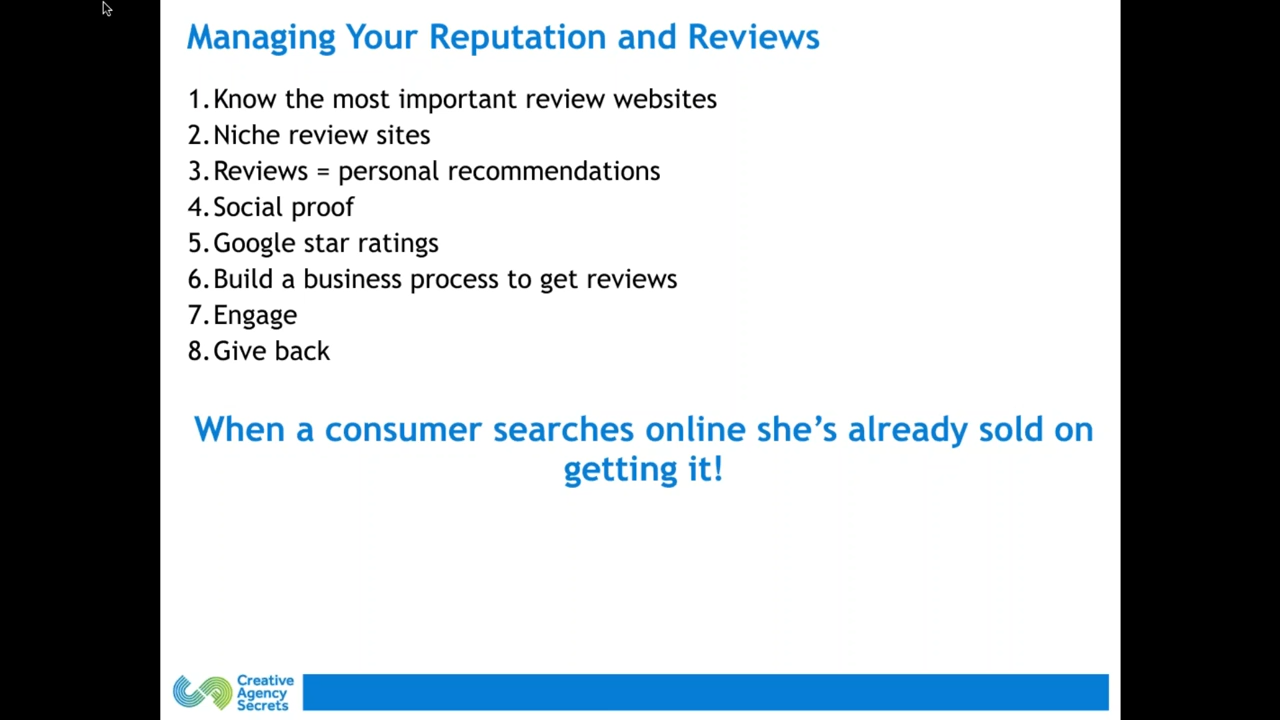 Managing Your Reputation and Reviews
1. Know the most important review websites
2. Niche review sites
3. Reviews = personal recommendations
4. Social proof
5. Google star ratings
6. Build a business process to get reviews
7. Engage
8. Give back
When a consumer searches online she’s already sold on
getting it!
Creative
Agency
Secrets